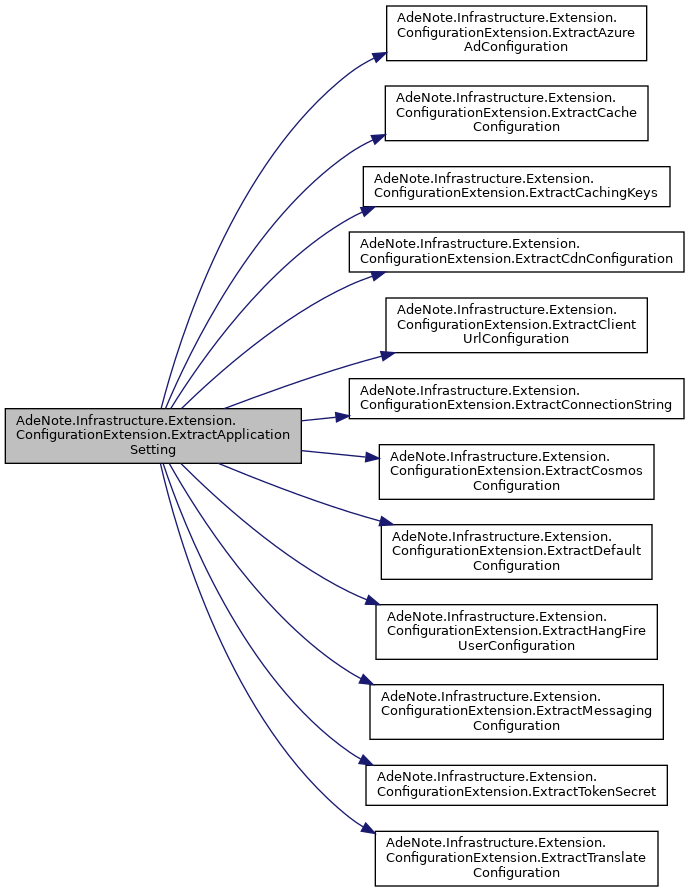 AdeNote.Infrastructure.Extension.
ConfigurationExtension.ExtractAzure
AdConfiguration
AdeNote.Infrastructure.Extension.
ConfigurationExtension.ExtractCache
Configuration
AdeNote.Infrastructure.Extension.
ConfigurationExtension.ExtractCachingKeys
AdeNote.Infrastructure.Extension.
ConfigurationExtension.ExtractCdnConfiguration
AdeNote.Infrastructure.Extension.
ConfigurationExtension.ExtractClient
UrlConfiguration
AdeNote.Infrastructure.Extension.
ConfigurationExtension.ExtractConnectionString
AdeNote.Infrastructure.Extension.
ConfigurationExtension.ExtractApplication
Setting
AdeNote.Infrastructure.Extension.
ConfigurationExtension.ExtractCosmos
Configuration
AdeNote.Infrastructure.Extension.
ConfigurationExtension.ExtractDefault
Configuration
AdeNote.Infrastructure.Extension.
ConfigurationExtension.ExtractHangFire
UserConfiguration
AdeNote.Infrastructure.Extension.
ConfigurationExtension.ExtractMessaging
Configuration
AdeNote.Infrastructure.Extension.
ConfigurationExtension.ExtractTokenSecret
AdeNote.Infrastructure.Extension.
ConfigurationExtension.ExtractTranslate
Configuration